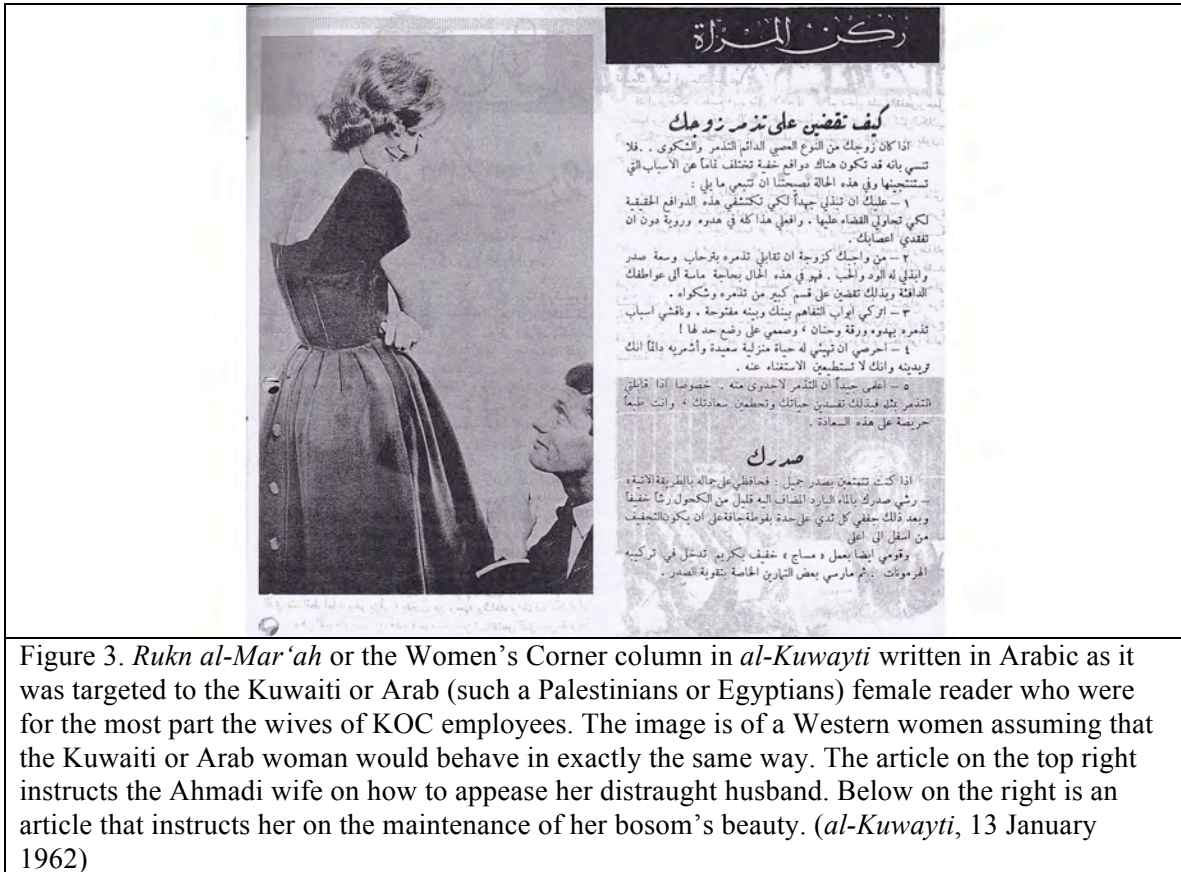 ركن المرأة
كيف تقضين على تذمر زوجك
اذا كان زوجك من النوع العصبي الدائم التذمر والشكوى . . فلا
تنسي بانه قد تكون هناك دوافع خفية تختلف تماماً عن الاسباب التي
تستنتجينها وفي هذه الحالة نصيحتنا ان تتبعي ما يلي :
١ – عليك ان تبذلي جهداً لكي تكتشفي هذه الدوافع الحقيقية
لكي تحاولي القضاء عليها . وافعلي هذا كله في هدوء وروية دون ان
تفقدي اعصابك .
٢ – من واجبك كزوجة ان تقابلي تذمره بترحاب وسعة صدر
وابذلي له الود والحب . فهو في هذه الحال بحاجة ماسة الى عواطفك
الدافئة وبذلك تقضين على قسم كبير من تذمره وشكواه .
٣ – اتركي ابواب التفاهم بينك وبينه مفتوحة . وناقشي اسباب
تذمره بهدوء ورقة وحنان ، وصممي على وضع حد لها !
٤ – احرصي ان تهيئي له حياة منزلية سعيدة وأشعريه دائماً انك
تريدينه وانك لا تستطيعين الاستغناء عنه .
٥ – اعلمي جيداً ان التذمر لا جدوى منه . خصوصا اذا قابلتي
التذمر بمثله فبذلك تفسدين حياتك وتحطمين سعادتك ، وانت طبعاً
حريصة على هذه السعادة .
صدرك
اذا كنت تتمتعين بصدر جميل : فحافظي على جماله بالطريقة الاتية :
– رشي صدرك بالماء البارد المضاف اليه قليل من الكحول رشاً خفيفاً
وبعد ذلك جففي كل ثدي على حدة بفوطة جافة على ان يكون التجفيف
من اسفل الى اعلى
وقومي ايضا بعمل « مساج » خفيف بكريم تدخل في تركيبه
الهرمونات . ثم مارسي بعض التمارين الخاصة بتقوية الصدر .
Figure 3. Rukn al-Mar‘ah or the Women’s Corner column in al-Kuwayti written in Arabic as it
was targeted to the Kuwaiti or Arab (such a Palestinians or Egyptians) female reader who were
for the most part the wives of KOC employees. The image is of a Western women assuming that
the Kuwaiti or Arab woman would behave in exactly the same way. The article on the top right
instructs the Ahmadi wife on how to appease her distraught husband. Below on the right is an
article that instructs her on the maintenance of her bosom’s beauty. (al-Kuwayti, 13 January
1962)